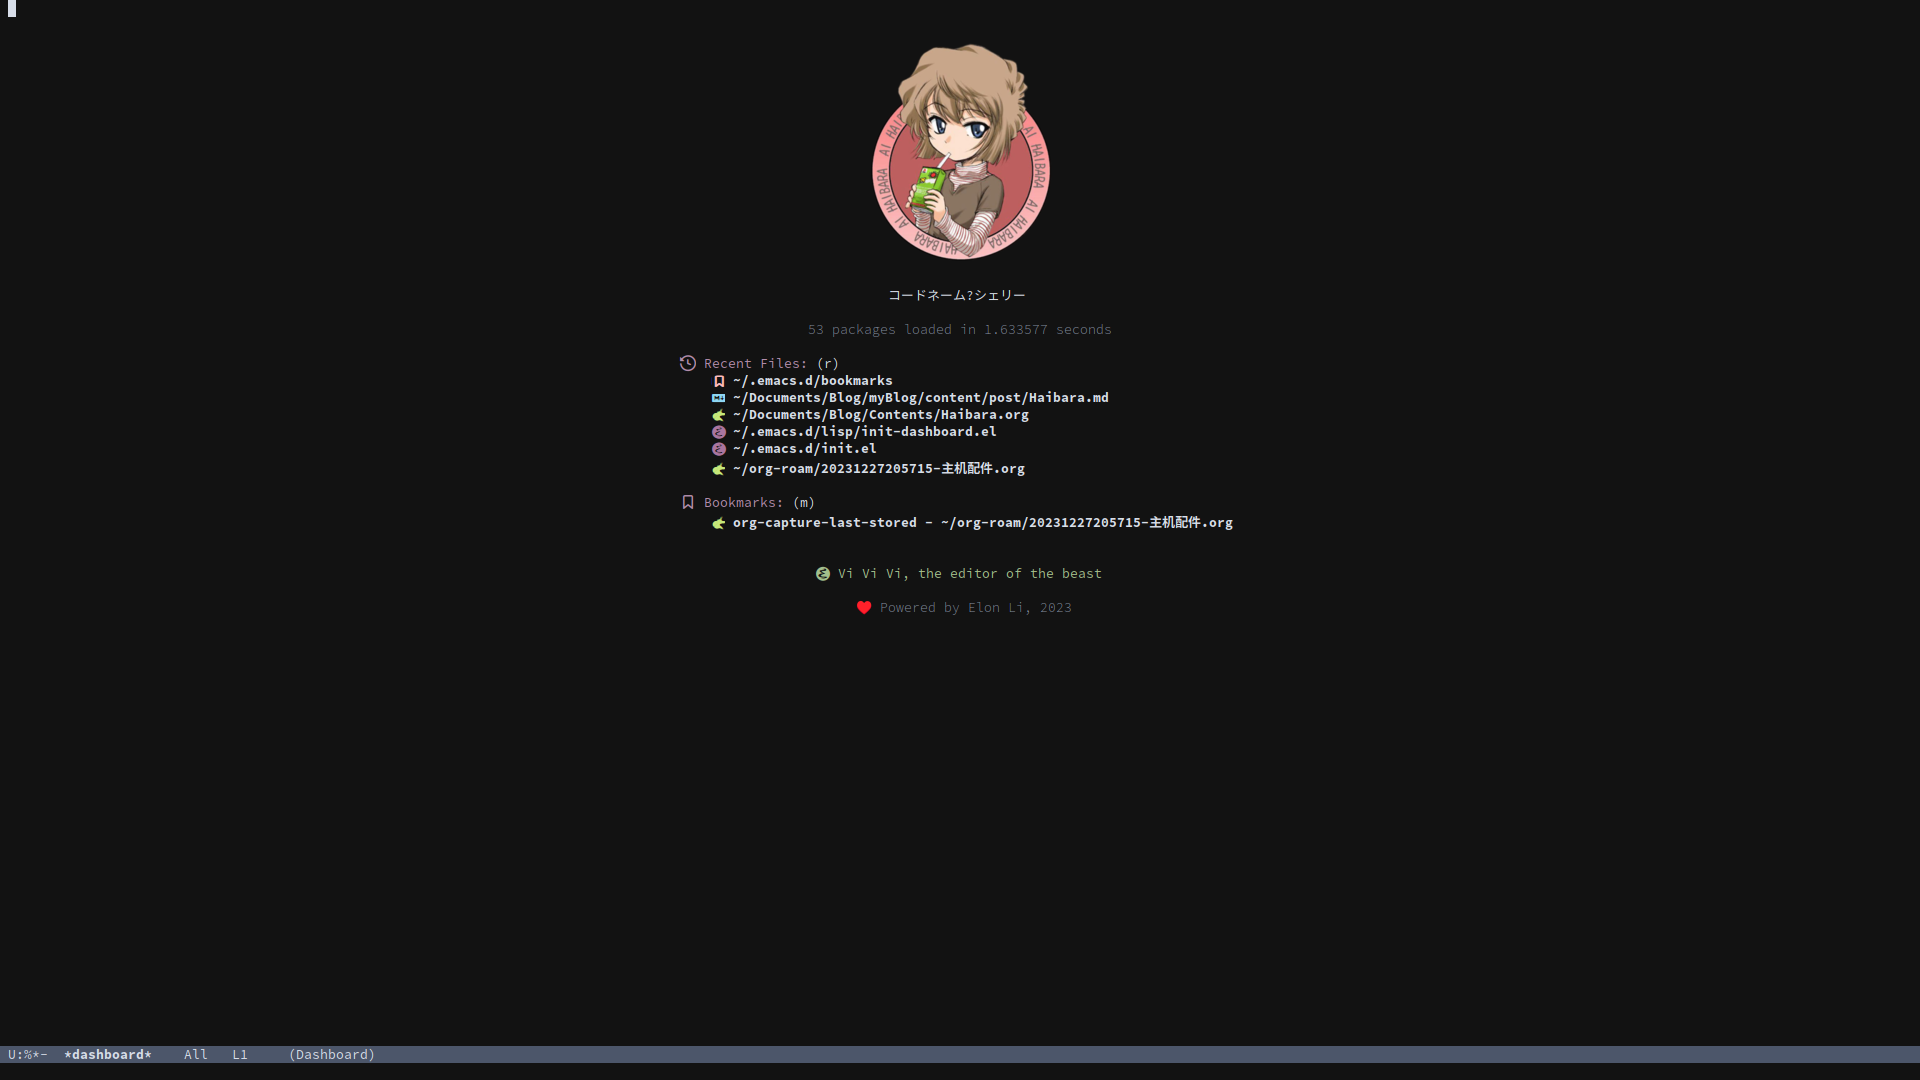 AI HAIBARA AI HAIBARA AI HAIBARA AI HAIBARA HAIBARA
コードネーム?シェリー
53 packages loaded in 1.633577 seconds
Recent Files: (r)
~/.emacs.d/bookmarks
~/Documents/Blog/myBlog/content/post/Haibara.md
~/Documents/Blog/Contents/Haibara.org
~/.emacs.d/lisp/init-dashboard.el
~/.emacs.d/init.el
~/org-roam/20231227205715-主机配件.org
Bookmarks: (m)
org-capture-last-stored - ~/org-roam/20231227205715-主机配件.org
Vi Vi Vi, the editor of the beast
Powered by Elon Li, 2023
U:%*-  *dashboard*    All   L1     (Dashboard)